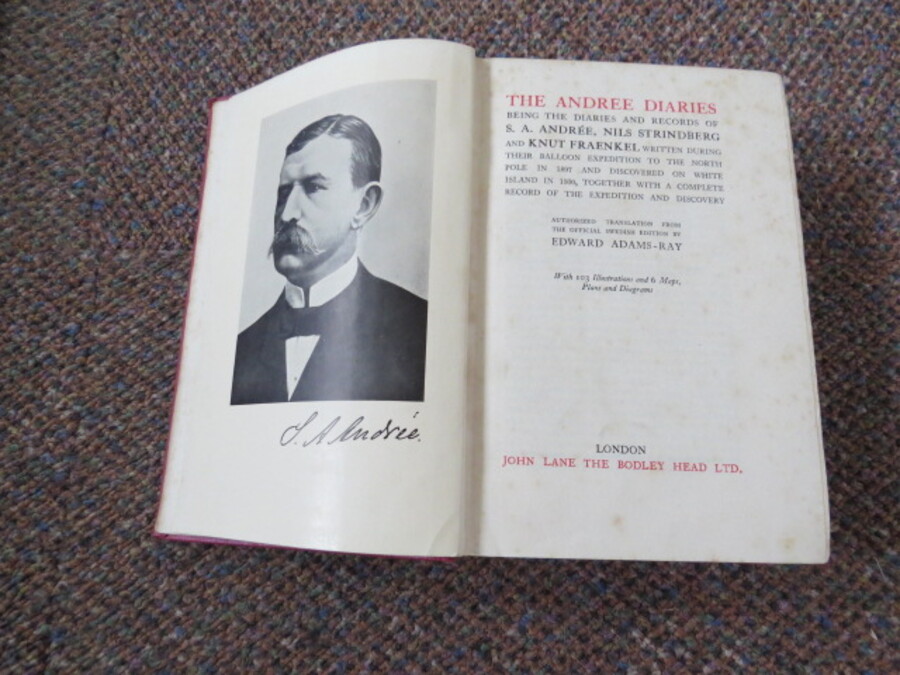 S. A Andrée.
THE ANDREE DIARIES
BEING THE DIARIES AND RECORDS OF
S. A. ANDRÉE, NILS STRINDBERG
AND KNUT FRAENKEL WRITTEN DURING
THEIR BALLOON EXPEDITION TO THE NORTH
POLE IN 1897 AND DISCOVERED ON WHITE
ISLAND IN 1930, TOGETHER WITH A COMPLETE
RECORD OF THE EXPEDITION AND DISCOVERY
AUTHORIZED TRANSLATION FROM
THE OFFICIAL SWEDISH EDITION BY
EDWARD ADAMS-RAY
With 103 Illustrations and 6 Maps,
Plans and Diagrams
LONDON
JOHN LANE THE BODLEY HEAD LTD.